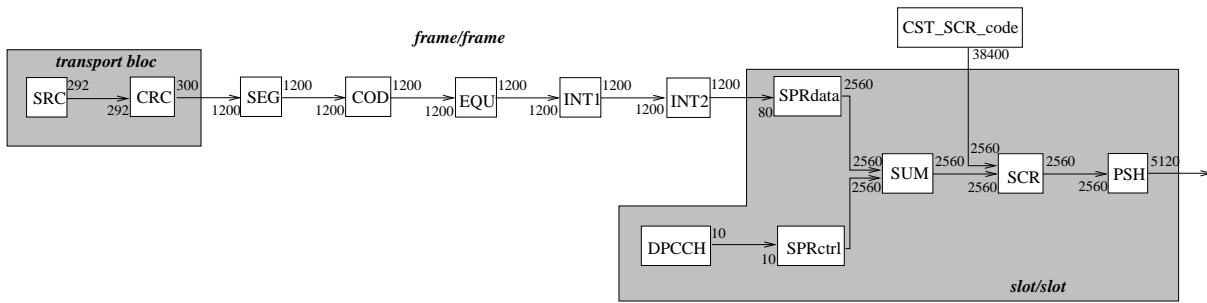 CST_SCR_code
38400
frame/frame
transport bloc
292 300 1200 1200 1200 1200 1200
SRC CRC SEG COD EQU INT1 INT2 SPRdata 2560
292 1200 1200 1200 1200 1200 80
2560 2560 2560 2560 5120
SUM SCR PSH
2560 2560 2560
10
DPCCH SPRctrl
10
slot/slot